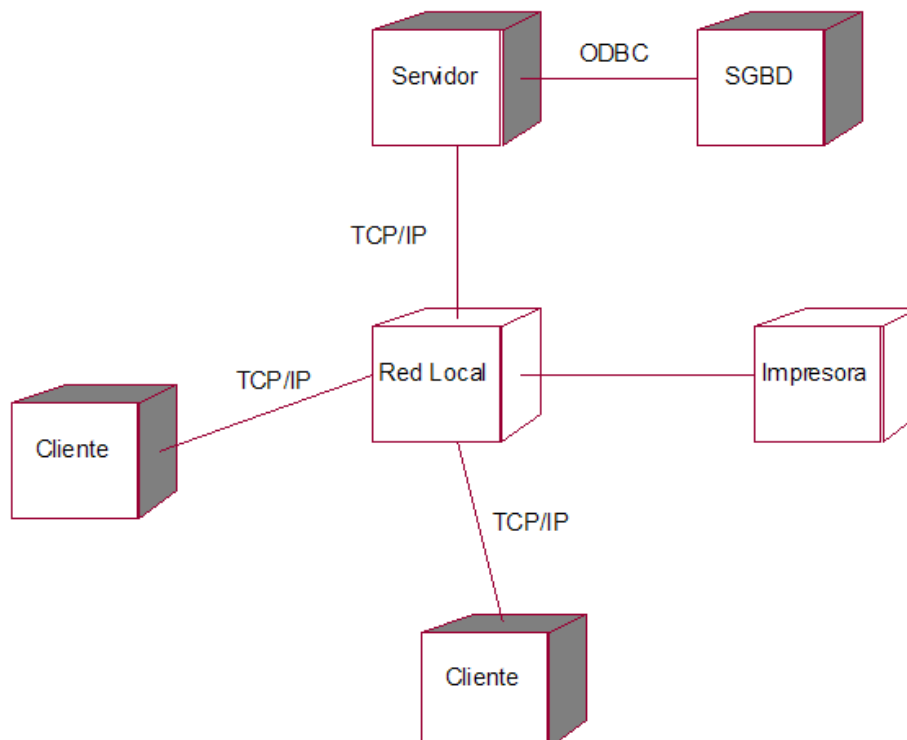 ODBC
Servidor
SGBD
TCP/IP
Red Local
Impresora
TCP/IP
Cliente
TCP/IP
Cliente